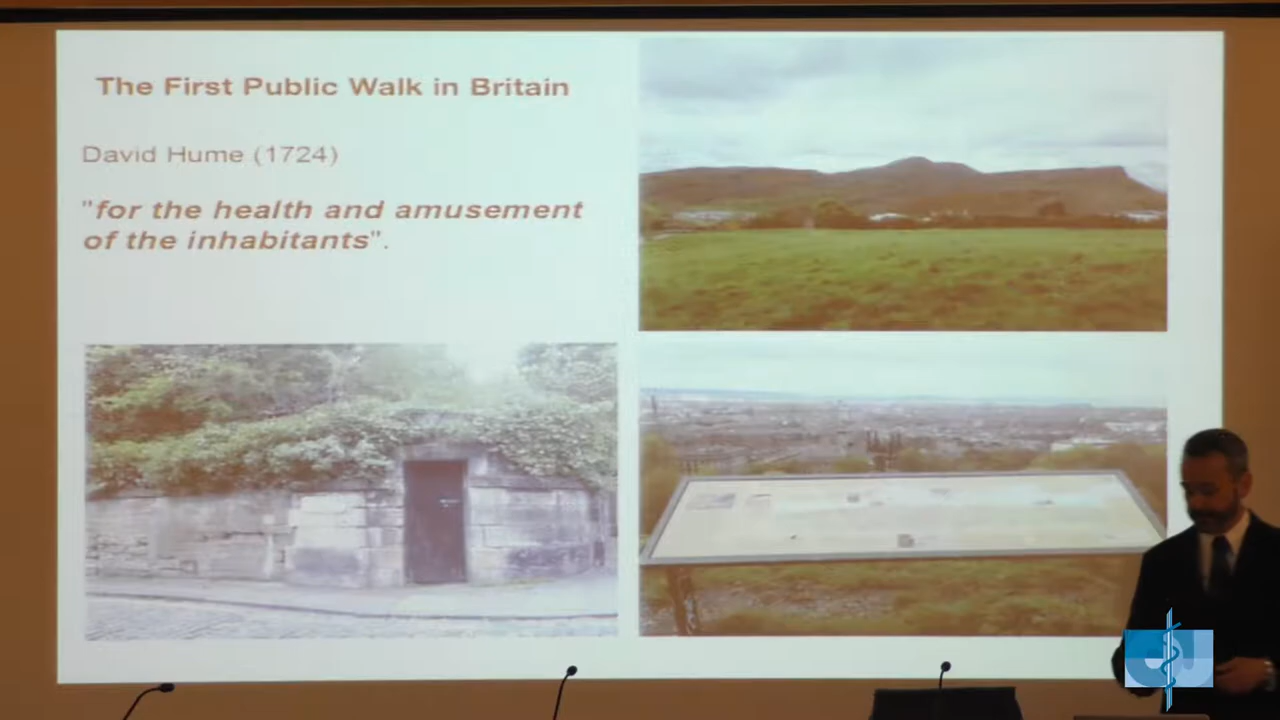 The First Public Walk in Britain
David Hume (1724)
"for the health and amusement
of the inhabitants".